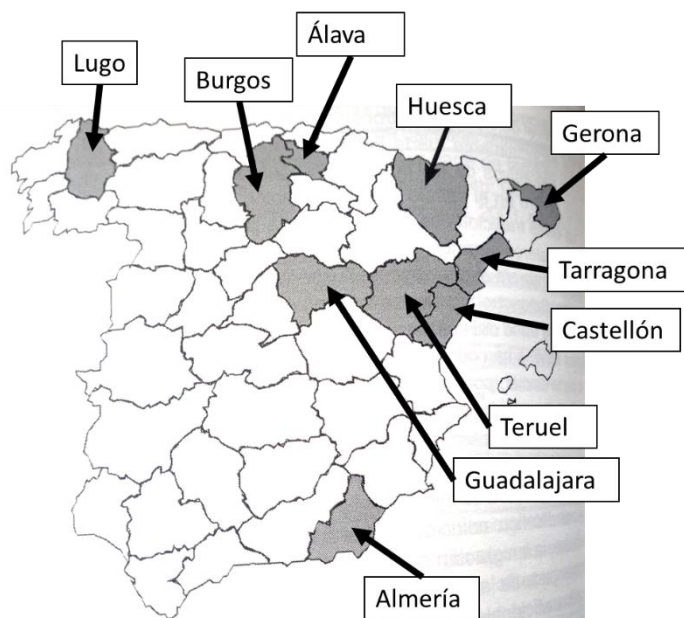 Álava
Lugo
Burgos
Huesca
Gerona
Tarragona
Castellón
Teruel
Guadalajara
Almería